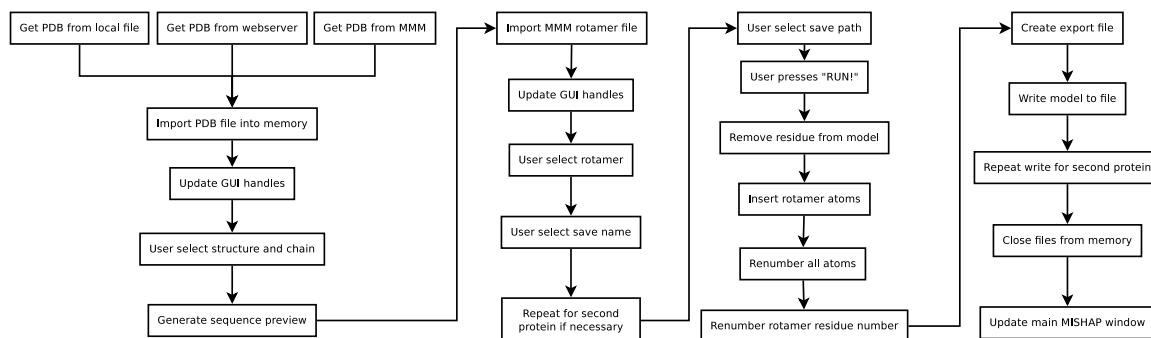 Get PDB from local file
Get PDB from webserver
Get PDB from MMM
Import PDB file into memory
Update GUI handles
User select structure and chain
Generate sequence preview
Import MMM rotamer file
Update GUI handles
User select rotamer
User select save name
Repeat for second
protein if necessary
User select save path
User presses "RUN!"
Remove residue from model
Insert rotamer atoms
Renumber all atoms
Renumber rotamer residue number
Create export file
Write model to file
Repeat write for second protein
Close files from memory
Update main MISHAP window